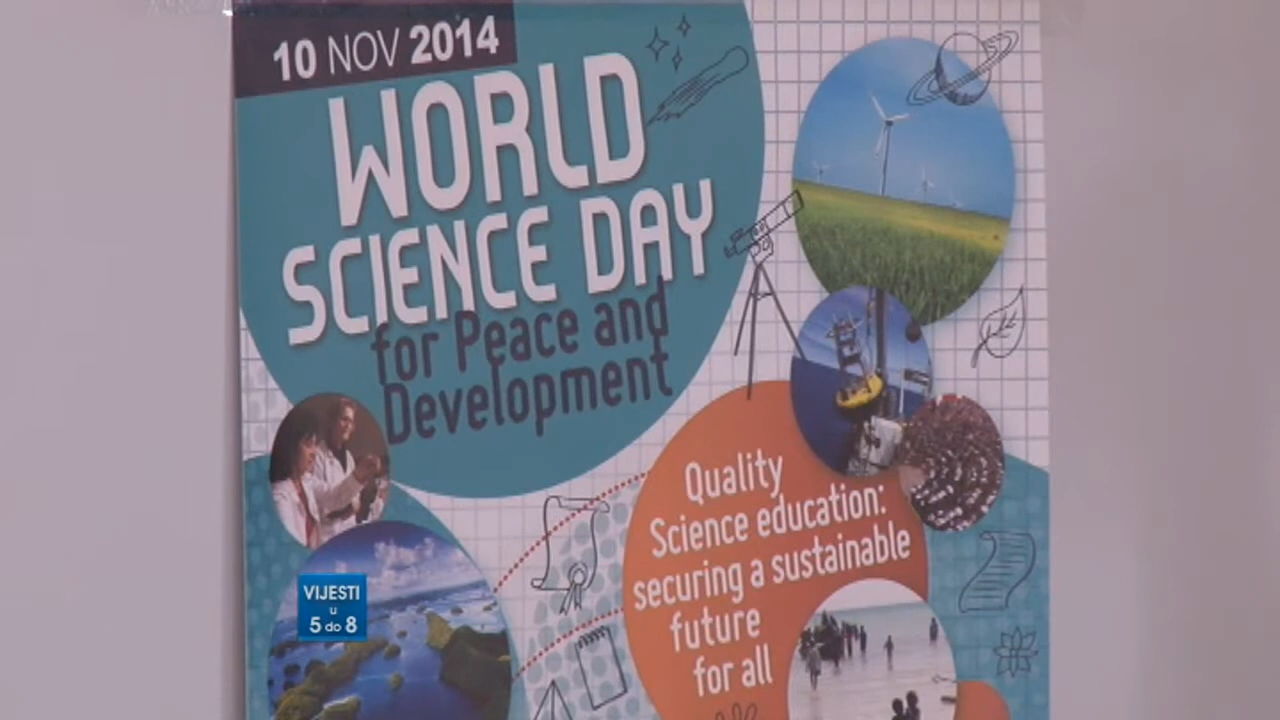 10 NOV 2014
WORLD
SCIENCE DAY
for Peace and
Development
Quality
Science education:
securing a sustainable
future
for all
VIJESTI
u
5 do 8